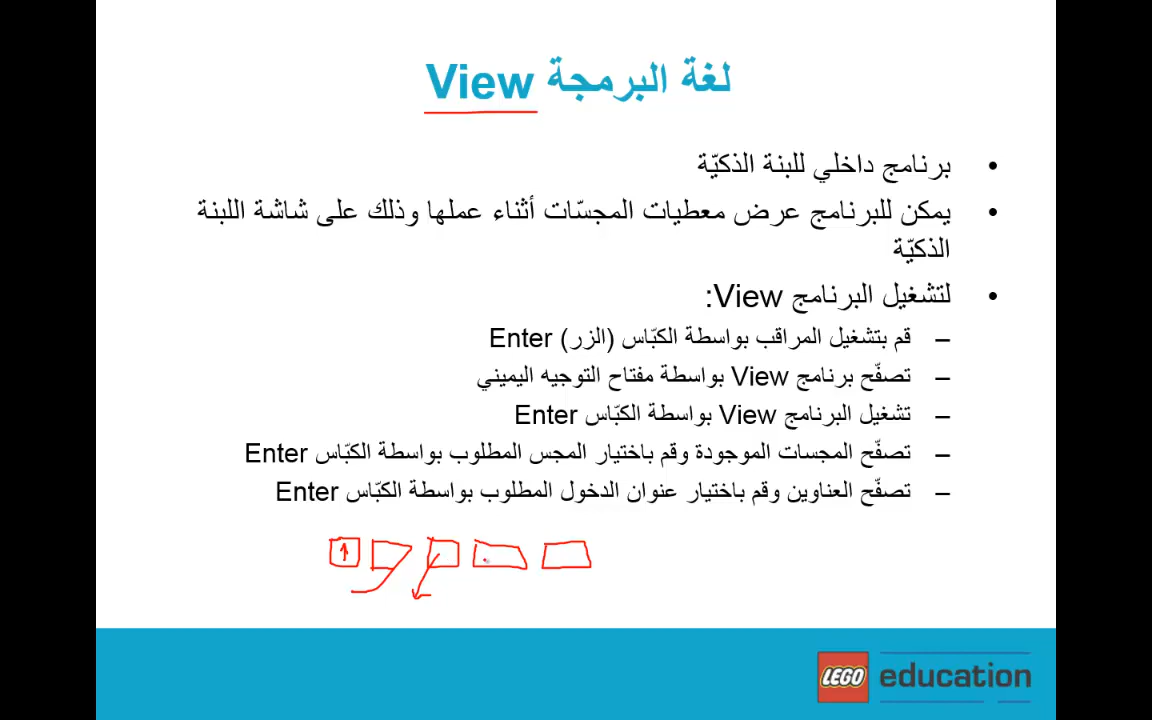 لغة البرمجة View
• برنامج داخلي للبنة الذكيّة
• يمكن للبرنامج عرض معطيات المجسّات أثناء عملها وذلك على شاشة اللبنة
الذكيّة
• لتشغيل البرنامج View:
– قم بتشغيل المراقب بواسطة الكبّاس (الزر) Enter
– تصفّح برنامج View بواسطة مفتاح التوجيه اليميني
– تشغيل البرنامج View بواسطة الكبّاس Enter
– تصفّح المجسات الموجودة وقم باختيار المجس المطلوب بواسطة الكبّاس Enter
– تصفّح العناوين وقم باختيار عنوان الدخول المطلوب بواسطة الكبّاس Enter
LEGO education